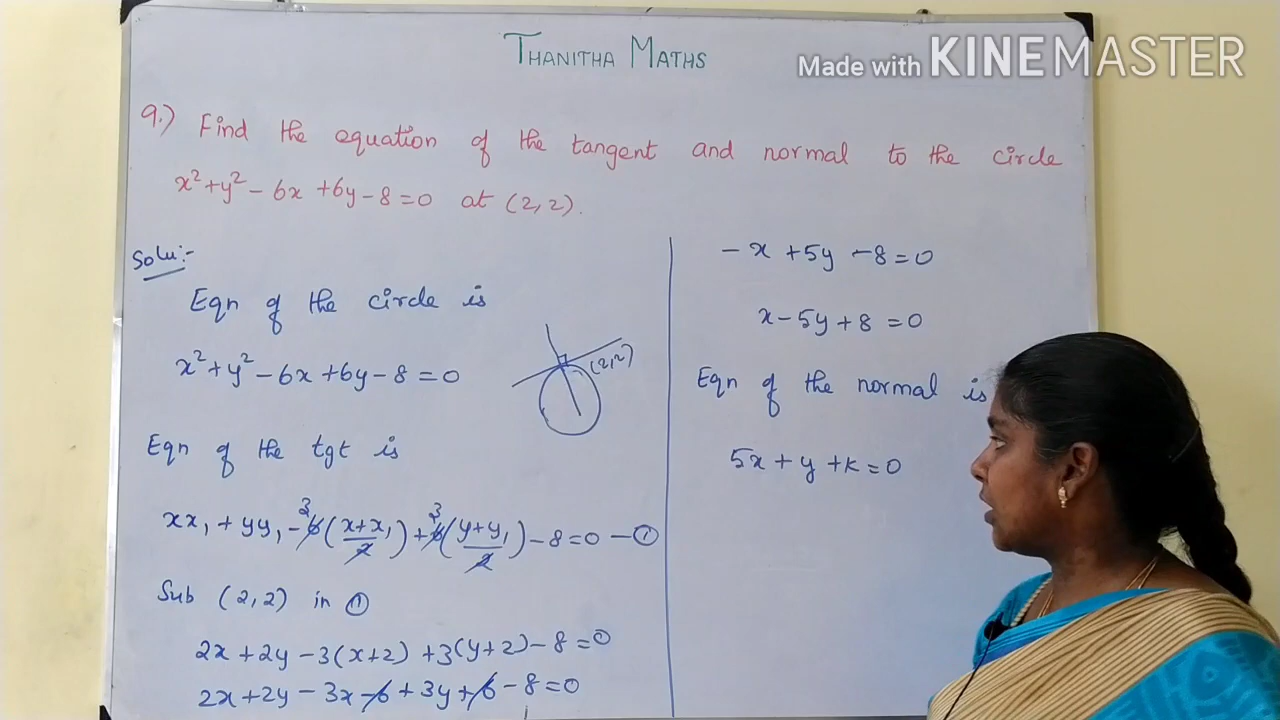 THANITHA MATHS
Made with KINEMASTER
9.) Find the equation of the tangent and normal to the circle
x² + y² - 6x + 6y - 8 = 0 at (2, 2).
Solu:-
Eqn of the circle is
x² + y² - 6x + 6y - 8 = 0
(2,2)
Eqn of the tgt is
xx₁ + yy₁ - 6³((x+x₁)/2) + 6³((y+y₁)/2) - 8 = 0 — ①
Sub (2, 2) in ①
2x + 2y - 3(x+2) + 3(y+2) - 8 = 0
2x + 2y - 3x - 6 + 3y + 6 - 8 = 0
- x + 5y - 8 = 0
x - 5y + 8 = 0
Eqn of the normal is
5x + y + k = 0